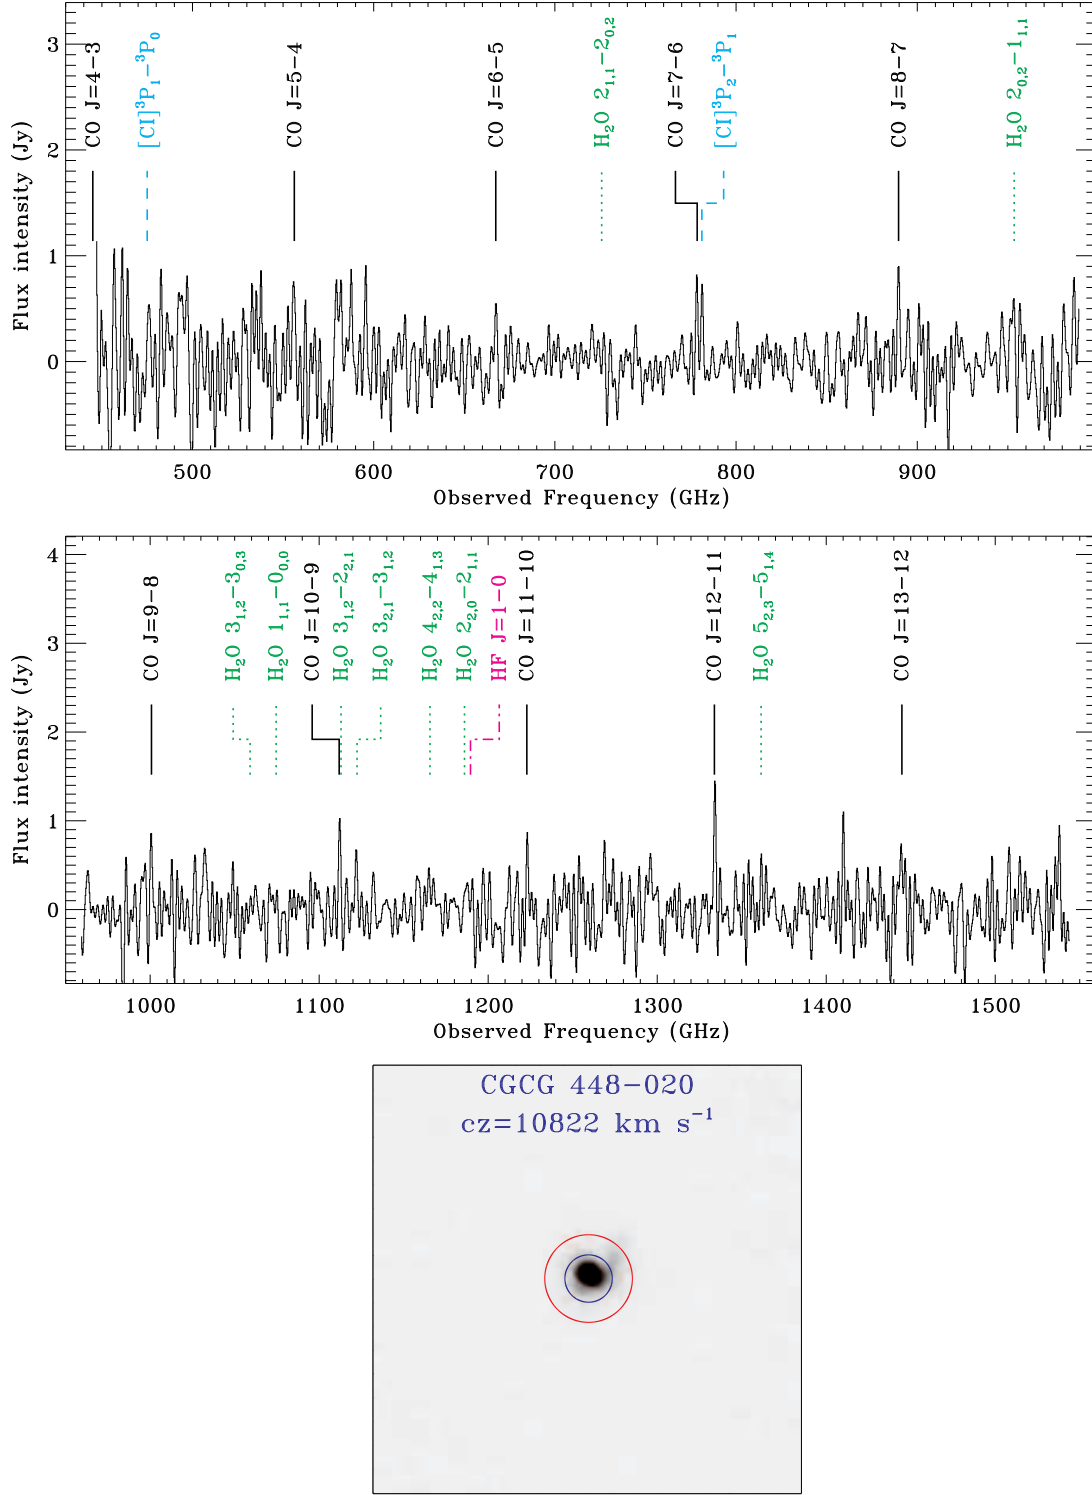 3
2
1
0
Flux intensity (Jy)
CO J=4−3
[CI]³P₁−³P₀
CO J=5−4
CO J=6−5
H₂O 2₁,₁−2₀,₂
CO J=7−6
[CI]³P₂−³P₁
CO J=8−7
H₂O 2₀,₂−1₁,₁
500 600 700 800 900
Observed Frequency (GHz)
4
3
2
1
0
Flux intensity (Jy)
CO J=9−8
H₂O 3₁,₂−3₀,₃
H₂O 1₁,₁−0₀,₀
CO J=10−9
H₂O 3₁,₂−2₂,₁
H₂O 3₂,₁−3₁,₂
H₂O 4₂,₂−4₁,₃
H₂O 2₂,₀−2₁,₁
HF J=1−0
CO J=11−10
CO J=12−11
H₂O 5₂,₃−5₁,₄
CO J=13−12
1000 1100 1200 1300 1400 1500
Observed Frequency (GHz)
CGCG 448−020
cz=10822 km s⁻¹